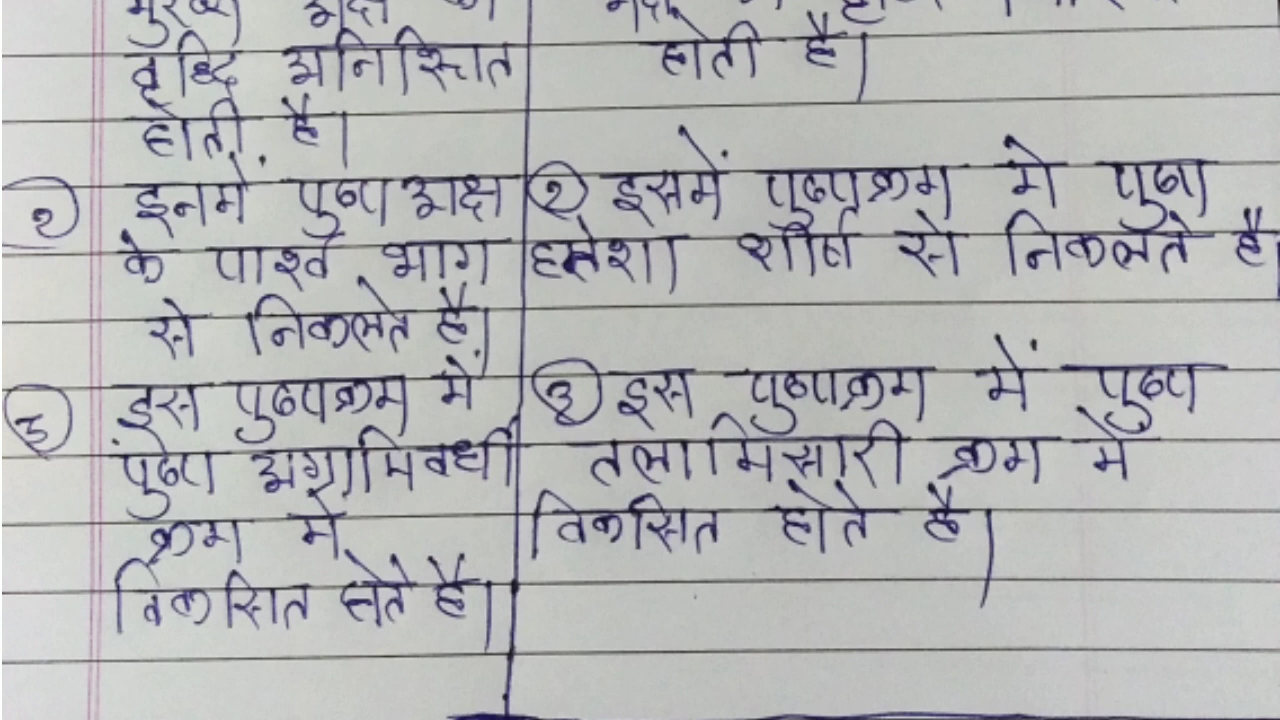 वृद्धि अनिश्चित
होती है।
② इनमें पुष्प अक्ष
के पार्श्व भाग
से निकलते है।
③ इस पुष्पक्रम में
पुष्प अग्राभिवर्धी
क्रम में
विकसित होते है।
होती है।
② इसमें पुष्पक्रम मे पुष्प
हमेशा शीर्ष से निकलते है
③ इस पुष्पक्रम में पुष्प
तलाभिसारी क्रम मे
विकसित होते है।